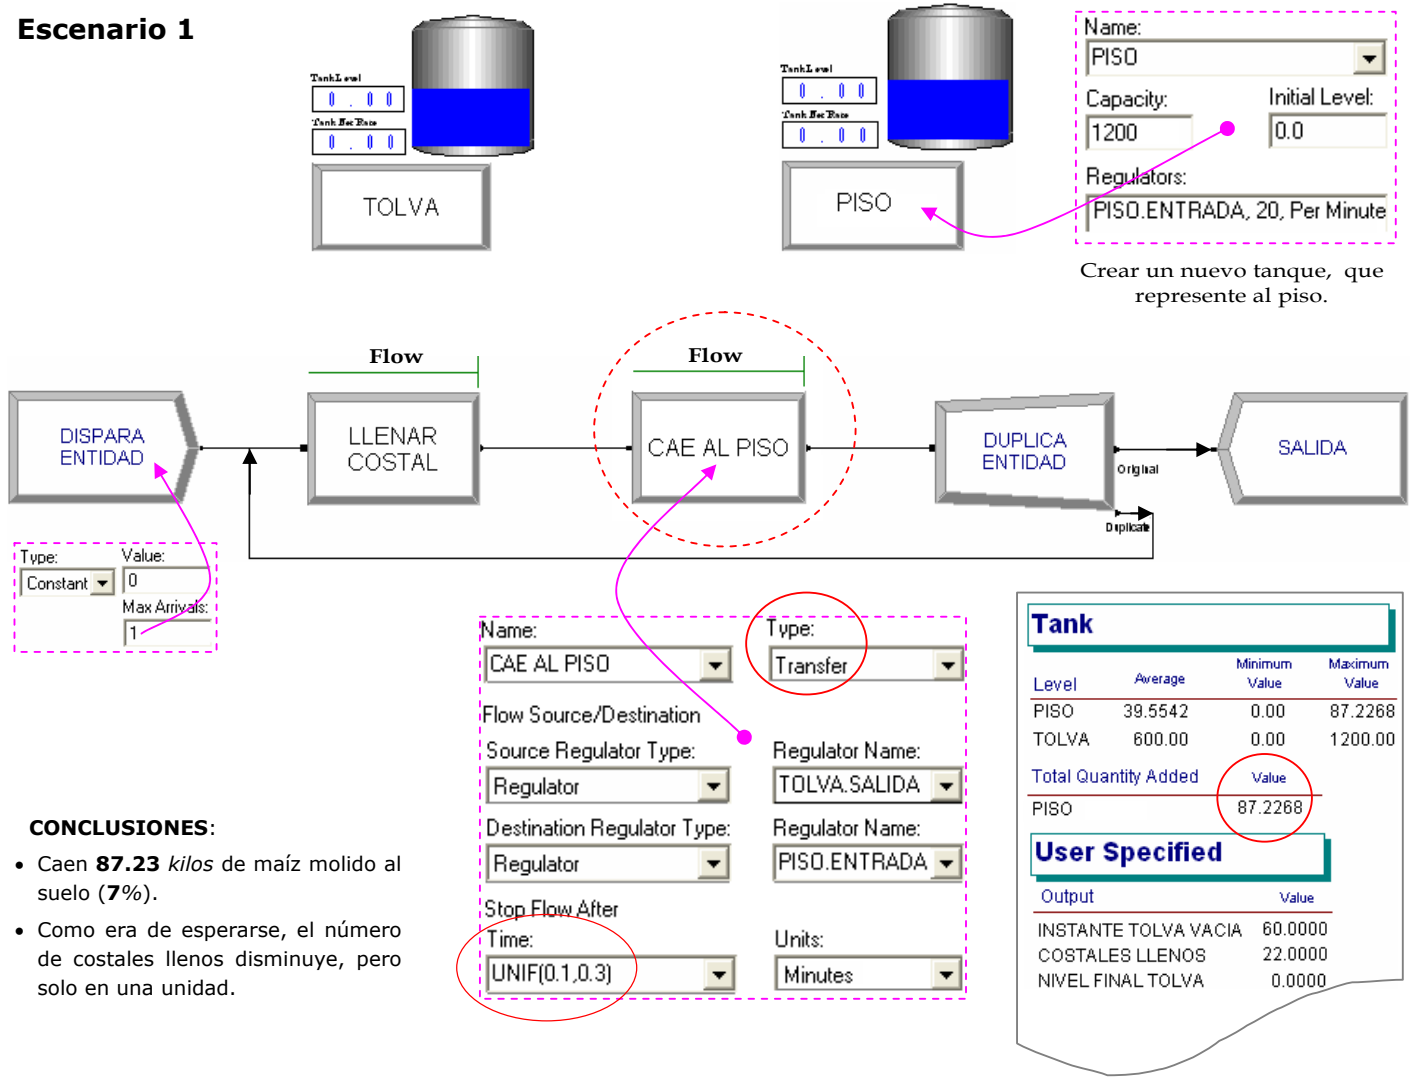 Escenario 1
Tank Level
0.00
Tank Net Rate
0.00
TOLVA
Tank Level
0.00
Tank Net Rate
0.00
PISO
Name:
PISO
Capacity:
Initial Level:
1200
0.0
Regulators:
PISO.ENTRADA, 20, Per Minute
Crear un nuevo tanque, que
represente al piso.
Flow
Flow
DISPARA
ENTIDAD
LLENAR
COSTAL
CAE AL PISO
DUPLICA
ENTIDAD
Original
Duplicate
SALIDA
Type:
Value:
Constant
0
Max Arrivals:
1
Name:
Type:
CAE AL PISO
Transfer
Flow Source/Destination
Source Regulator Type:
Regulator Name:
Regulator
TOLVA.SALIDA
Destination Regulator Type:
Regulator Name:
Regulator
PISO.ENTRADA
Stop Flow After
Time:
Units:
UNIF(0.1,0.3)
Minutes
Tank
Level Average Minimum Value Maximum Value
PISO 39.5542 0.00 87.2268
TOLVA 600.00 0.00 1200.00
Total Quantity Added Value
PISO 87.2268
User Specified
Output Value
INSTANTE TOLVA VACIA 60.0000
COSTALES LLENOS 22.0000
NIVEL FINAL TOLVA 0.0000
CONCLUSIONES:
• Caen 87.23 kilos de maíz molido al
suelo (7%).
• Como era de esperarse, el número
de costales llenos disminuye, pero
solo en una unidad.